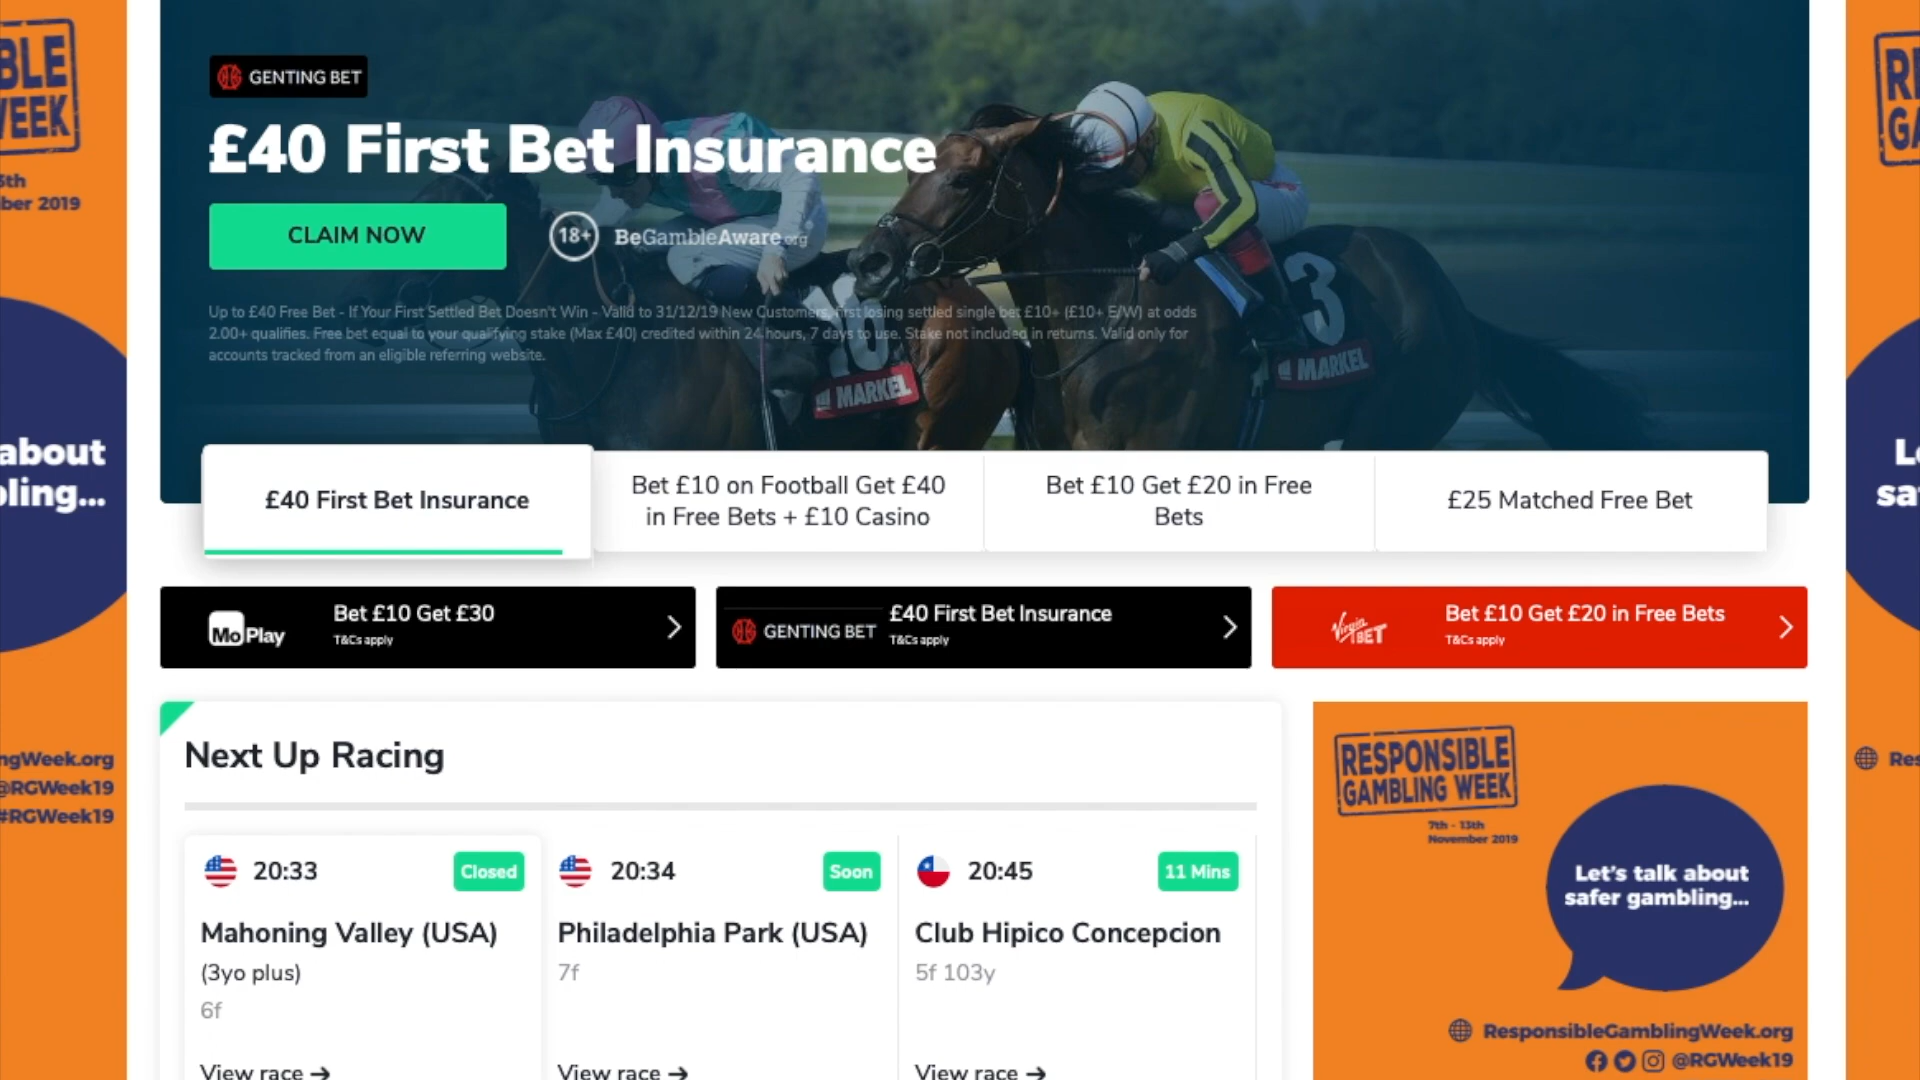 GENTING BET
£40 First Bet Insurance
CLAIM NOW
18+ BeGambleAware.org
Up to £40 Free Bet - If Your First Settled Bet Doesn't Win - Valid to 31/12/19 New Customers, first losing settled single bet £10+ (£10+ E/W) at odds
2.00+ qualifies. Free bet equal to your qualifying stake (Max £40) credited within 24 hours, 7 days to use. Stake not included in returns. Valid only for
accounts tracked from an eligible referring website.
10
MARKEL
3
MARKEL
£40 First Bet Insurance
Bet £10 on Football Get £40
in Free Bets + £10 Casino
Bet £10 Get £20 in Free
Bets
£25 Matched Free Bet
MoPlay
Bet £10 Get £30
T&Cs apply
GENTING BET
£40 First Bet Insurance
T&Cs apply
Virgin BET
Bet £10 Get £20 in Free Bets
T&Cs apply
Next Up Racing
20:33 Closed
Mahoning Valley (USA)
(3yo plus)
6f
View race →
20:34 Soon
Philadelphia Park (USA)
7f
View race →
20:45 11 Mins
Club Hipico Concepcion
5f 103y
View race →
RESPONSIBLE
GAMBLING WEEK
7th - 13th
November 2019
Let's talk about
safer gambling...
ResponsibleGamblingWeek.org
@RGWeek19
BLE
WEEK
ber 2019
about
bling...
ngWeek.org
@RGWeek19
#RGWeek19